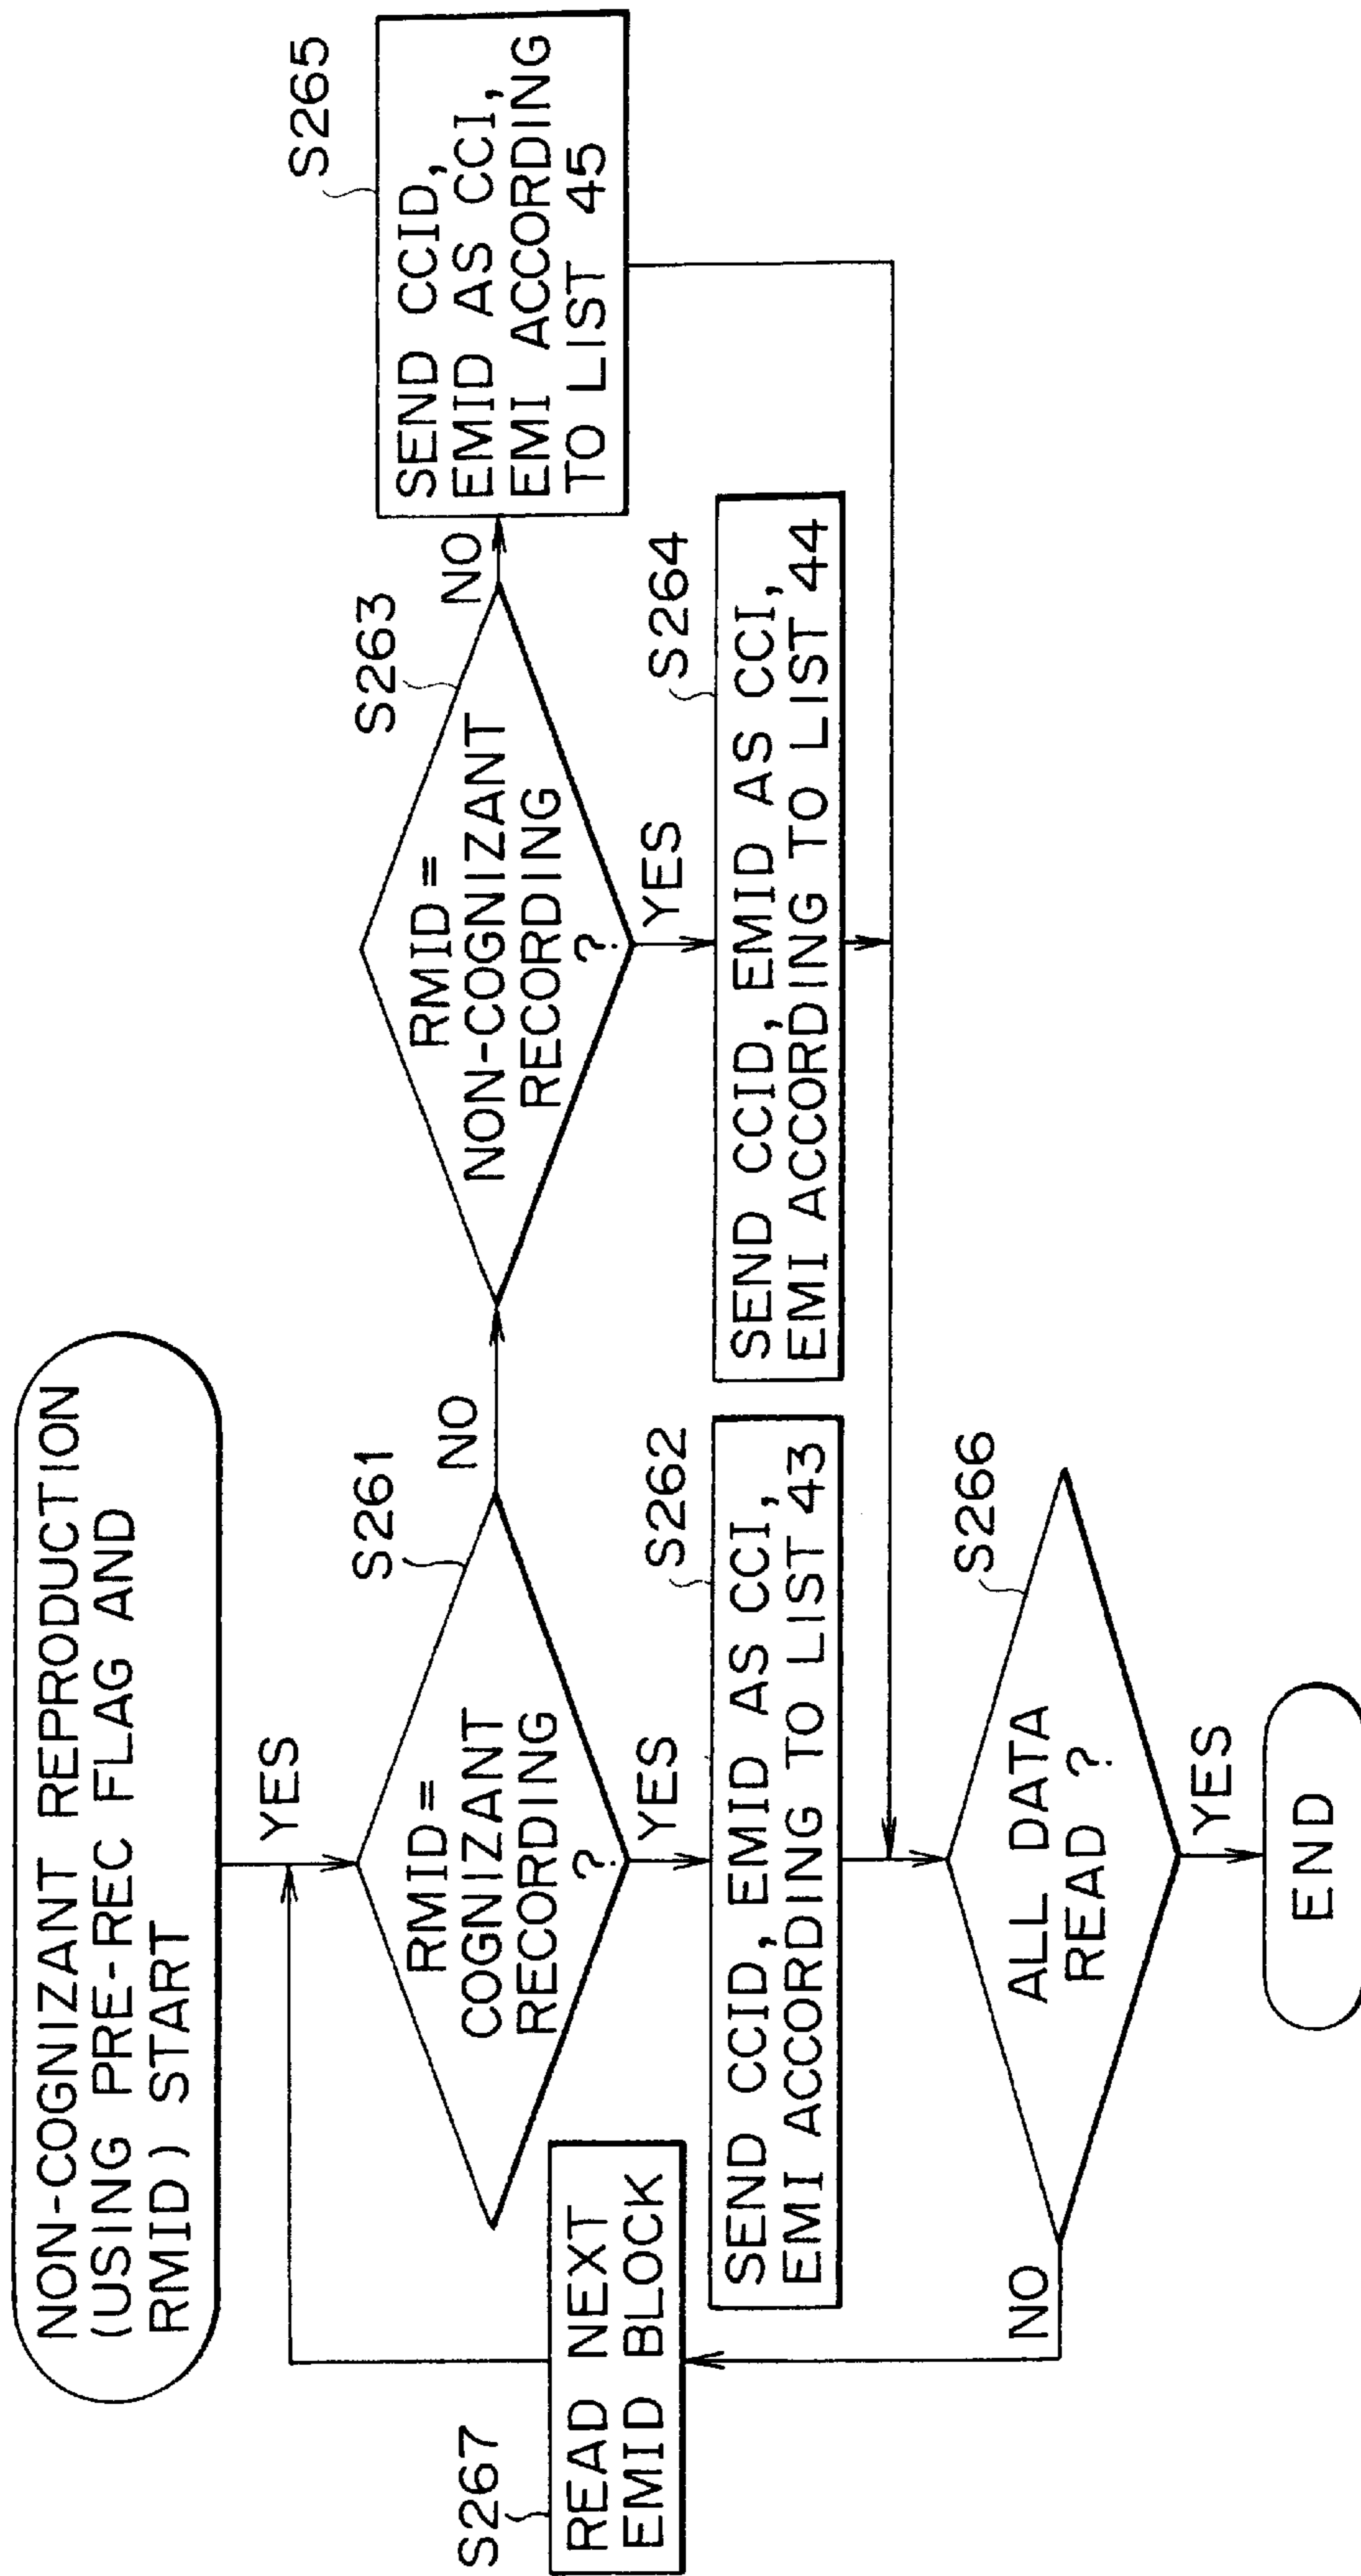 NON-COGNIZANT REPRODUCTION
(USING PRE-REC FLAG AND
RMID) START
YES
S261
RMID=
COGNIZANT
RECORDING
?
NO
YES
S263
RMID=
NON-COGNIZANT
RECORDING
?
NO
YES
S265
SEND CCID,
EMID AS CCI,
EMI ACCORDING
TO LIST 45
S267
READ NEXT
EMID BLOCK
S262
SEND CCID, EMID AS CCI,
EMI ACCORDING TO LIST 43
S264
SEND CCID, EMID AS CCI,
EMI ACCORDING TO LIST 44
S266
ALL DATA
READ ?
NO
YES
END